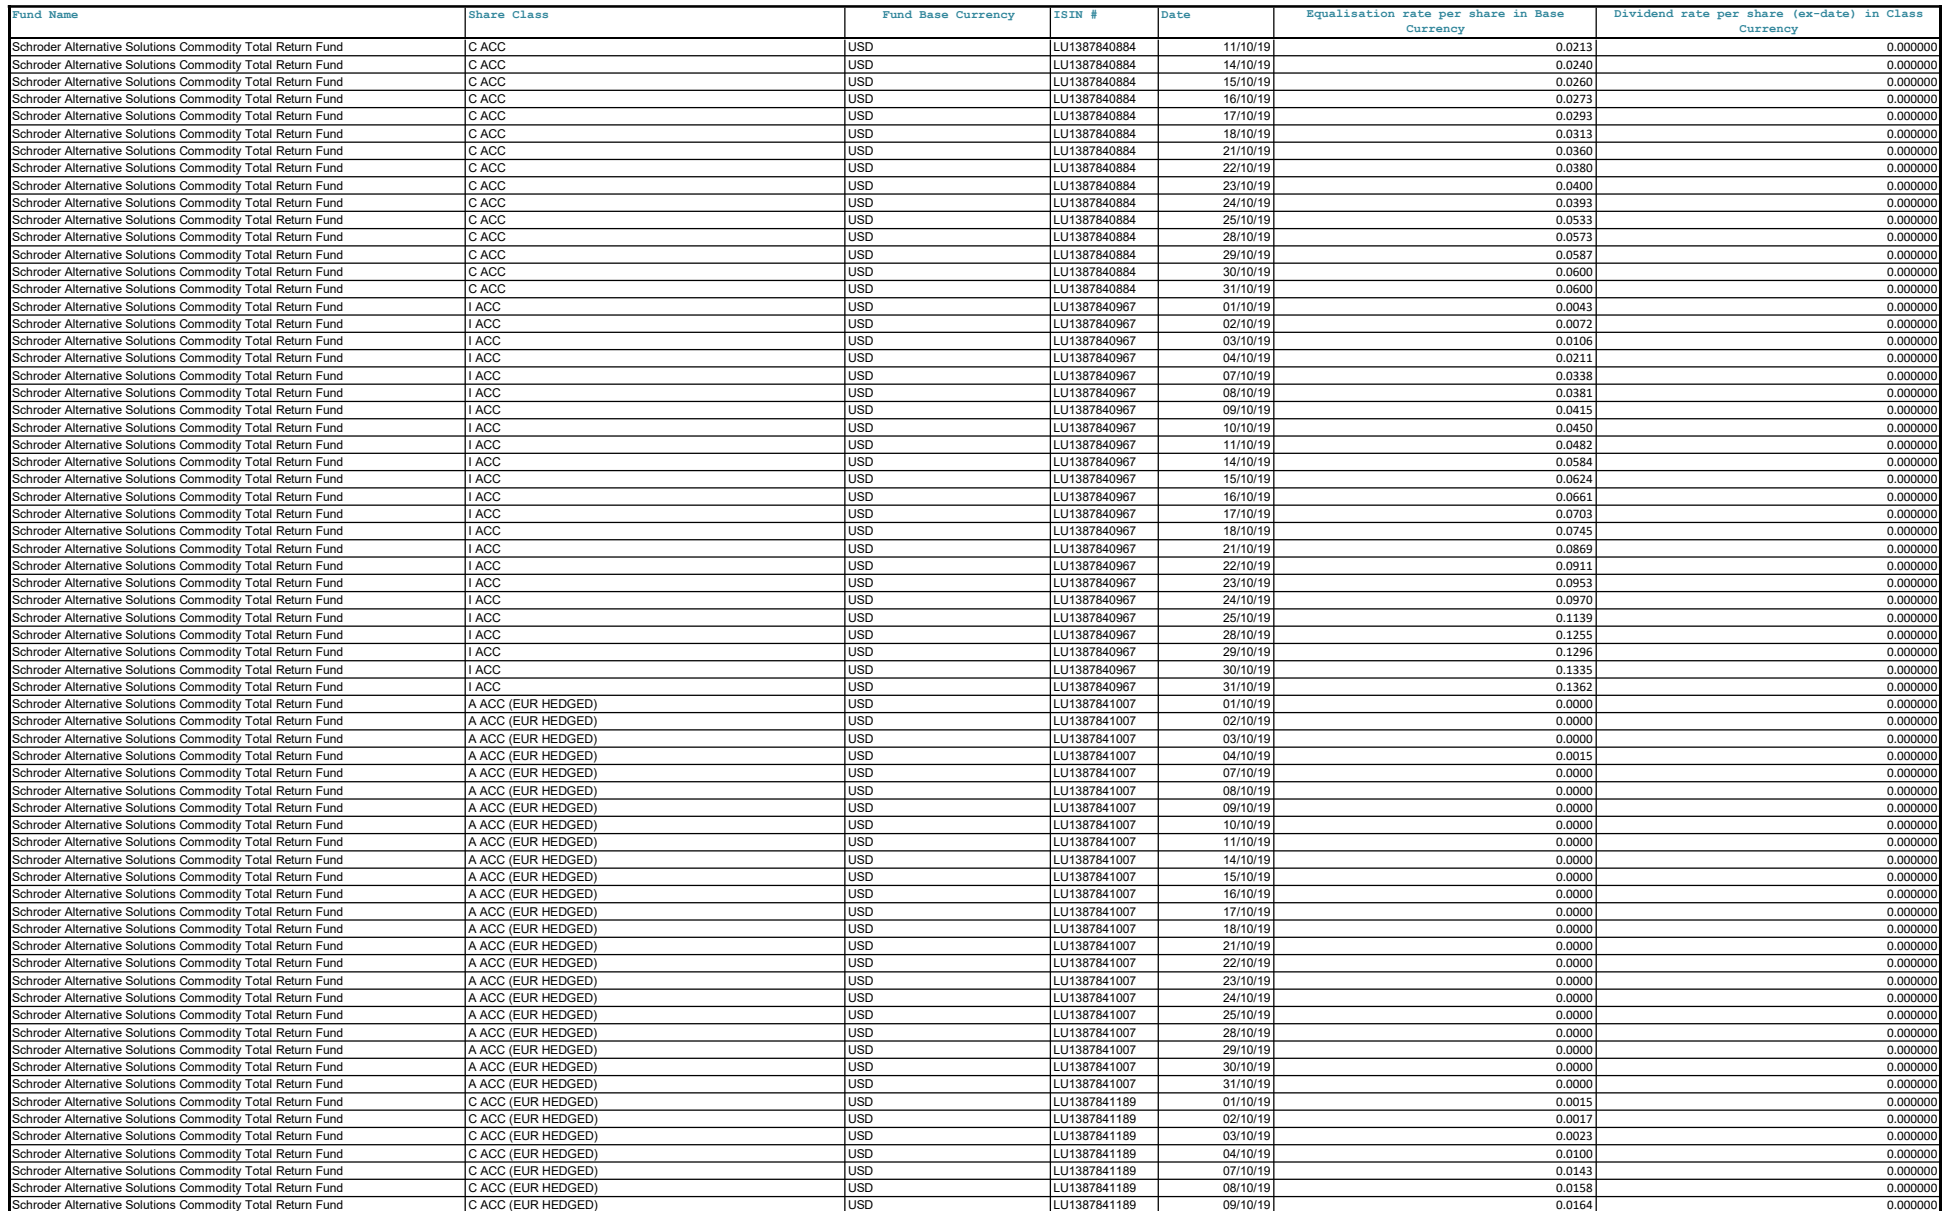 Fund Name Share Class Fund Base Currency ISIN # Date Equalisation rate per share in Base Currency Dividend rate per share (ex-date) in Class Currency
Schroder Alternative Solutions Commodity Total Return Fund C ACC USD LU1387840884 11/10/19 0.0213 0.000000
Schroder Alternative Solutions Commodity Total Return Fund C ACC USD LU1387840884 14/10/19 0.0240 0.000000
Schroder Alternative Solutions Commodity Total Return Fund C ACC USD LU1387840884 15/10/19 0.0260 0.000000
Schroder Alternative Solutions Commodity Total Return Fund C ACC USD LU1387840884 16/10/19 0.0273 0.000000
Schroder Alternative Solutions Commodity Total Return Fund C ACC USD LU1387840884 17/10/19 0.0293 0.000000
Schroder Alternative Solutions Commodity Total Return Fund C ACC USD LU1387840884 18/10/19 0.0313 0.000000
Schroder Alternative Solutions Commodity Total Return Fund C ACC USD LU1387840884 21/10/19 0.0360 0.000000
Schroder Alternative Solutions Commodity Total Return Fund C ACC USD LU1387840884 22/10/19 0.0380 0.000000
Schroder Alternative Solutions Commodity Total Return Fund C ACC USD LU1387840884 23/10/19 0.0400 0.000000
Schroder Alternative Solutions Commodity Total Return Fund C ACC USD LU1387840884 24/10/19 0.0393 0.000000
Schroder Alternative Solutions Commodity Total Return Fund C ACC USD LU1387840884 25/10/19 0.0533 0.000000
Schroder Alternative Solutions Commodity Total Return Fund C ACC USD LU1387840884 28/10/19 0.0573 0.000000
Schroder Alternative Solutions Commodity Total Return Fund C ACC USD LU1387840884 29/10/19 0.0587 0.000000
Schroder Alternative Solutions Commodity Total Return Fund C ACC USD LU1387840884 30/10/19 0.0600 0.000000
Schroder Alternative Solutions Commodity Total Return Fund C ACC USD LU1387840884 31/10/19 0.0600 0.000000
Schroder Alternative Solutions Commodity Total Return Fund I ACC USD LU1387840967 01/10/19 0.0043 0.000000
Schroder Alternative Solutions Commodity Total Return Fund I ACC USD LU1387840967 02/10/19 0.0072 0.000000
Schroder Alternative Solutions Commodity Total Return Fund I ACC USD LU1387840967 03/10/19 0.0106 0.000000
Schroder Alternative Solutions Commodity Total Return Fund I ACC USD LU1387840967 04/10/19 0.0211 0.000000
Schroder Alternative Solutions Commodity Total Return Fund I ACC USD LU1387840967 07/10/19 0.0338 0.000000
Schroder Alternative Solutions Commodity Total Return Fund I ACC USD LU1387840967 08/10/19 0.0381 0.000000
Schroder Alternative Solutions Commodity Total Return Fund I ACC USD LU1387840967 09/10/19 0.0415 0.000000
Schroder Alternative Solutions Commodity Total Return Fund I ACC USD LU1387840967 10/10/19 0.0450 0.000000
Schroder Alternative Solutions Commodity Total Return Fund I ACC USD LU1387840967 11/10/19 0.0482 0.000000
Schroder Alternative Solutions Commodity Total Return Fund I ACC USD LU1387840967 14/10/19 0.0584 0.000000
Schroder Alternative Solutions Commodity Total Return Fund I ACC USD LU1387840967 15/10/19 0.0624 0.000000
Schroder Alternative Solutions Commodity Total Return Fund I ACC USD LU1387840967 16/10/19 0.0661 0.000000
Schroder Alternative Solutions Commodity Total Return Fund I ACC USD LU1387840967 17/10/19 0.0703 0.000000
Schroder Alternative Solutions Commodity Total Return Fund I ACC USD LU1387840967 18/10/19 0.0745 0.000000
Schroder Alternative Solutions Commodity Total Return Fund I ACC USD LU1387840967 21/10/19 0.0869 0.000000
Schroder Alternative Solutions Commodity Total Return Fund I ACC USD LU1387840967 22/10/19 0.0911 0.000000
Schroder Alternative Solutions Commodity Total Return Fund I ACC USD LU1387840967 23/10/19 0.0953 0.000000
Schroder Alternative Solutions Commodity Total Return Fund I ACC USD LU1387840967 24/10/19 0.0970 0.000000
Schroder Alternative Solutions Commodity Total Return Fund I ACC USD LU1387840967 25/10/19 0.1139 0.000000
Schroder Alternative Solutions Commodity Total Return Fund I ACC USD LU1387840967 28/10/19 0.1255 0.000000
Schroder Alternative Solutions Commodity Total Return Fund I ACC USD LU1387840967 29/10/19 0.1296 0.000000
Schroder Alternative Solutions Commodity Total Return Fund I ACC USD LU1387840967 30/10/19 0.1335 0.000000
Schroder Alternative Solutions Commodity Total Return Fund I ACC USD LU1387840967 31/10/19 0.1362 0.000000
Schroder Alternative Solutions Commodity Total Return Fund A ACC (EUR HEDGED) USD LU1387841007 01/10/19 0.0000 0.000000
Schroder Alternative Solutions Commodity Total Return Fund A ACC (EUR HEDGED) USD LU1387841007 02/10/19 0.0000 0.000000
Schroder Alternative Solutions Commodity Total Return Fund A ACC (EUR HEDGED) USD LU1387841007 03/10/19 0.0000 0.000000
Schroder Alternative Solutions Commodity Total Return Fund A ACC (EUR HEDGED) USD LU1387841007 04/10/19 0.0015 0.000000
Schroder Alternative Solutions Commodity Total Return Fund A ACC (EUR HEDGED) USD LU1387841007 07/10/19 0.0000 0.000000
Schroder Alternative Solutions Commodity Total Return Fund A ACC (EUR HEDGED) USD LU1387841007 08/10/19 0.0000 0.000000
Schroder Alternative Solutions Commodity Total Return Fund A ACC (EUR HEDGED) USD LU1387841007 09/10/19 0.0000 0.000000
Schroder Alternative Solutions Commodity Total Return Fund A ACC (EUR HEDGED) USD LU1387841007 10/10/19 0.0000 0.000000
Schroder Alternative Solutions Commodity Total Return Fund A ACC (EUR HEDGED) USD LU1387841007 11/10/19 0.0000 0.000000
Schroder Alternative Solutions Commodity Total Return Fund A ACC (EUR HEDGED) USD LU1387841007 14/10/19 0.0000 0.000000
Schroder Alternative Solutions Commodity Total Return Fund A ACC (EUR HEDGED) USD LU1387841007 15/10/19 0.0000 0.000000
Schroder Alternative Solutions Commodity Total Return Fund A ACC (EUR HEDGED) USD LU1387841007 16/10/19 0.0000 0.000000
Schroder Alternative Solutions Commodity Total Return Fund A ACC (EUR HEDGED) USD LU1387841007 17/10/19 0.0000 0.000000
Schroder Alternative Solutions Commodity Total Return Fund A ACC (EUR HEDGED) USD LU1387841007 18/10/19 0.0000 0.000000
Schroder Alternative Solutions Commodity Total Return Fund A ACC (EUR HEDGED) USD LU1387841007 21/10/19 0.0000 0.000000
Schroder Alternative Solutions Commodity Total Return Fund A ACC (EUR HEDGED) USD LU1387841007 22/10/19 0.0000 0.000000
Schroder Alternative Solutions Commodity Total Return Fund A ACC (EUR HEDGED) USD LU1387841007 23/10/19 0.0000 0.000000
Schroder Alternative Solutions Commodity Total Return Fund A ACC (EUR HEDGED) USD LU1387841007 24/10/19 0.0000 0.000000
Schroder Alternative Solutions Commodity Total Return Fund A ACC (EUR HEDGED) USD LU1387841007 25/10/19 0.0000 0.000000
Schroder Alternative Solutions Commodity Total Return Fund A ACC (EUR HEDGED) USD LU1387841007 28/10/19 0.0000 0.000000
Schroder Alternative Solutions Commodity Total Return Fund A ACC (EUR HEDGED) USD LU1387841007 29/10/19 0.0000 0.000000
Schroder Alternative Solutions Commodity Total Return Fund A ACC (EUR HEDGED) USD LU1387841007 30/10/19 0.0000 0.000000
Schroder Alternative Solutions Commodity Total Return Fund A ACC (EUR HEDGED) USD LU1387841007 31/10/19 0.0000 0.000000
Schroder Alternative Solutions Commodity Total Return Fund C ACC (EUR HEDGED) USD LU1387841189 01/10/19 0.0015 0.000000
Schroder Alternative Solutions Commodity Total Return Fund C ACC (EUR HEDGED) USD LU1387841189 02/10/19 0.0017 0.000000
Schroder Alternative Solutions Commodity Total Return Fund C ACC (EUR HEDGED) USD LU1387841189 03/10/19 0.0023 0.000000
Schroder Alternative Solutions Commodity Total Return Fund C ACC (EUR HEDGED) USD LU1387841189 04/10/19 0.0100 0.000000
Schroder Alternative Solutions Commodity Total Return Fund C ACC (EUR HEDGED) USD LU1387841189 07/10/19 0.0143 0.000000
Schroder Alternative Solutions Commodity Total Return Fund C ACC (EUR HEDGED) USD LU1387841189 08/10/19 0.0158 0.000000
Schroder Alternative Solutions Commodity Total Return Fund C ACC (EUR HEDGED) USD LU1387841189 09/10/19 0.0164 0.000000